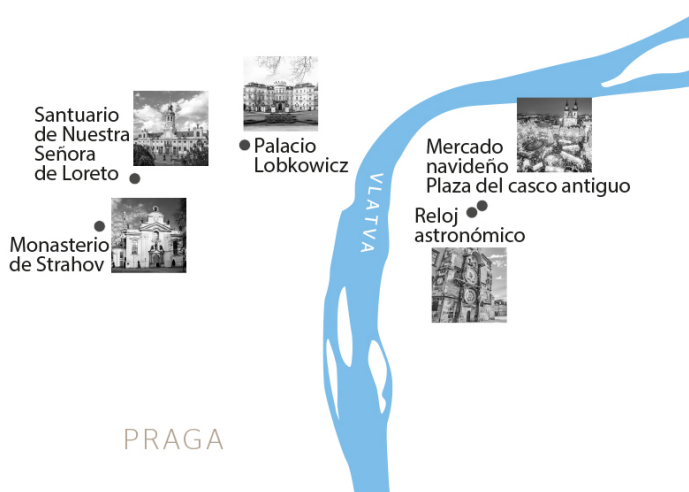 Santuario
de Nuestra
Señora
de Loreto
Palacio
Lobkowicz
Monasterio
de Strahov
VLATVA
Mercado
navideño
Plaza del casco antiguo
Reloj
astronómico
PRAGA